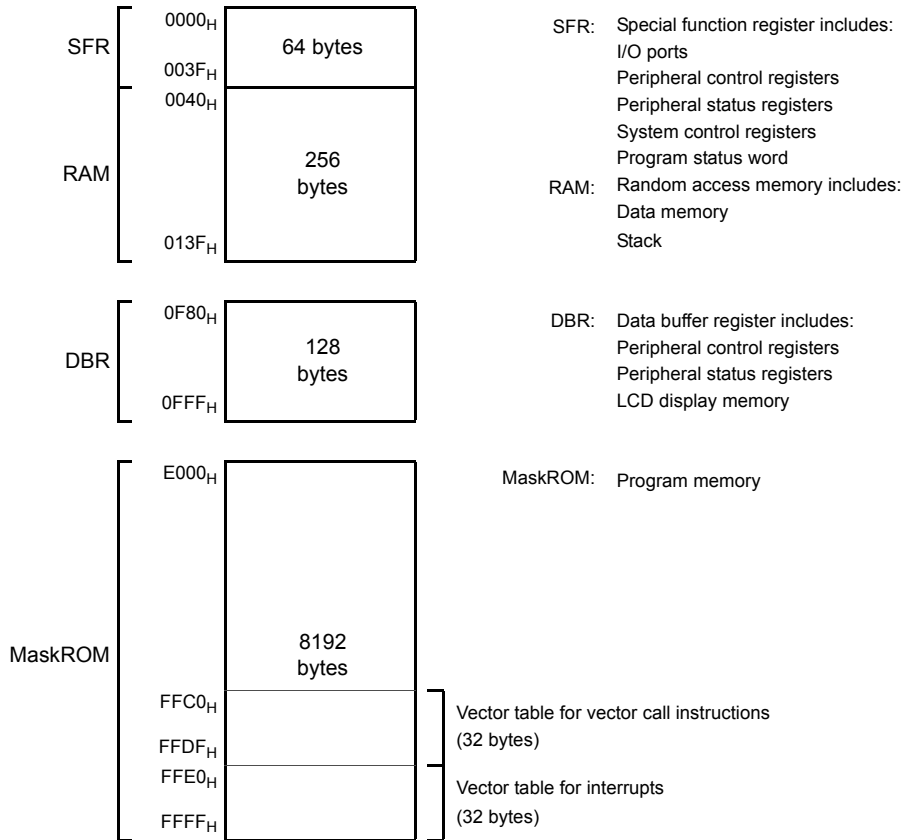 0000H
SFR
64 bytes
003FH
0040H
RAM
256
bytes
013FH
SFR: Special function register includes:
I/O ports
Peripheral control registers
Peripheral status registers
System control registers
Program status word
RAM: Random access memory includes:
Data memory
Stack
0F80H
DBR
128
bytes
0FFFH
DBR: Data buffer register includes:
Peripheral control registers
Peripheral status registers
LCD display memory
E000H
MaskROM: Program memory
MaskROM
8192
bytes
FFC0H
Vector table for vector call instructions
(32 bytes)
FFDFH
FFE0H
Vector table for interrupts
(32 bytes)
FFFFH